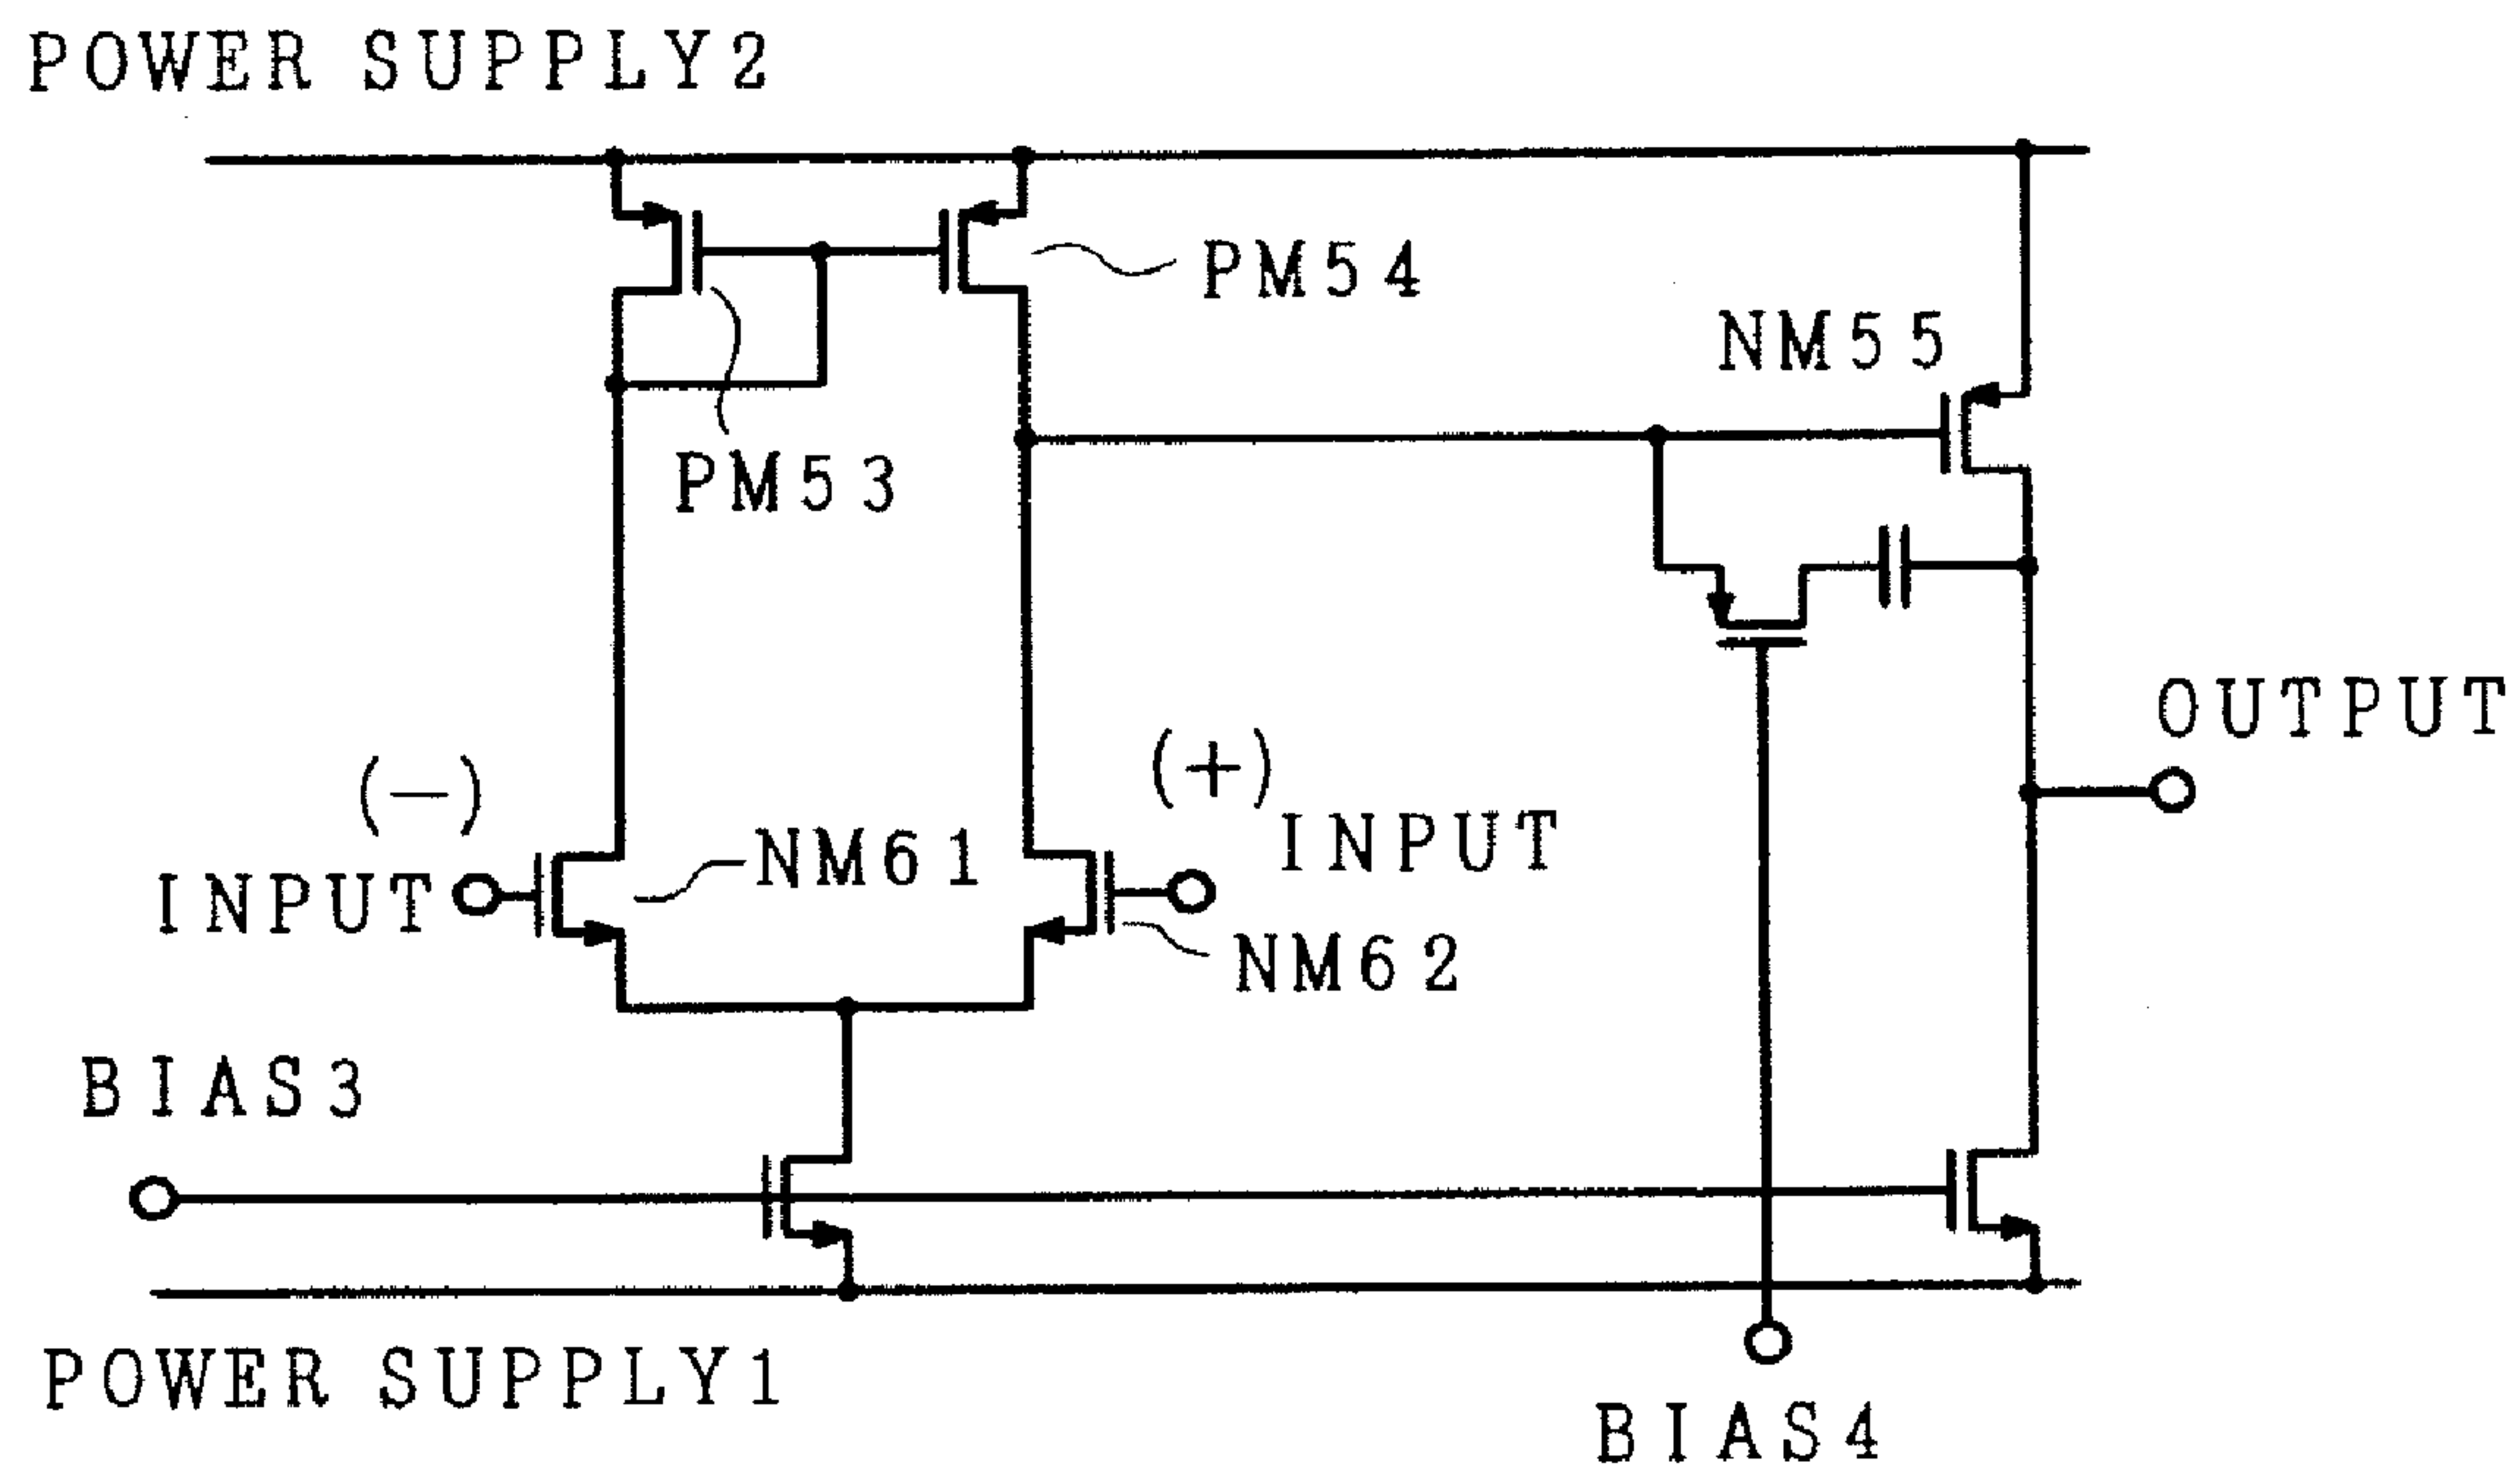 POWER SUPPLY2
PM54
NM55
PM53
OUTPUT
(−)
(+)
INPUT
NM61
INPUT
NM62
BIAS3
POWER SUPPLY1
BIAS4